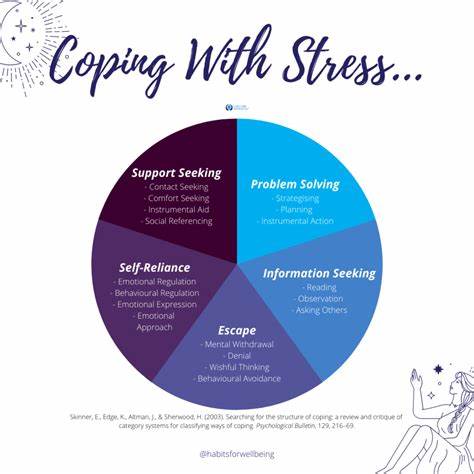 Coping With Stress...
Support Seeking
- Contact Seeking
- Comfort Seeking
- Instrumental Aid
- Social Referencing
Problem Solving
- Strategising
- Planning
- Instrumental Action
Self-Reliance
- Emotional Regulation
- Behavioural Regulation
- Emotional Expression
- Emotional
Approach
Information Seeking
- Reading
- Observation
- Asking Others
Escape
- Mental Withdrawal
- Denial
- Wishful Thinking
- Behavioural Avoidance
Skinner, E., Edge, K., Altman, J., & Sherwood, H. (2003). Searching for the structure of coping: a review and critique of
category systems for classifying ways of coping. Psychological Bulletin, 129, 216–69.
@habitsforwellbeing